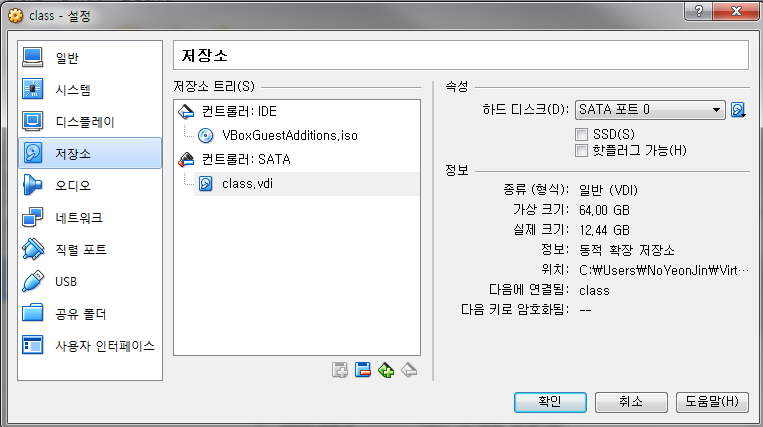 class - 설정
일반
시스템
디스플레이
저장소
오디오
네트워크
직렬 포트
USB
공유 폴더
사용자 인터페이스
저장소
저장소 트리(S)
컨트롤러: IDE
VBoxGuestAdditions.iso
컨트롤러: SATA
class.vdi
속성
하드 디스크(D): SATA 포트 0
SSD(S)
핫플러그 가능(H)
정보
종류 (형식): 일반 (VDI)
가상 크기: 64.00 GB
실제 크기: 12.44 GB
정보: 동적 확장 저장소
위치: C:\Users\NoYeonJin\Virt...
다음에 연결됨: class
다음 키로 암호화됨: --
확인 취소 도움말(H)